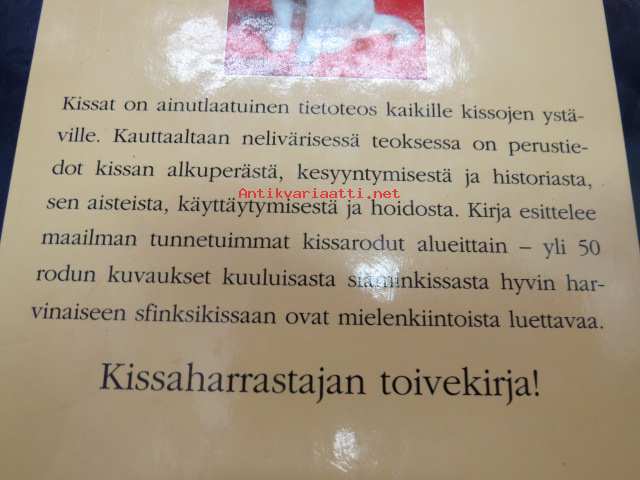 Kissat on ainutlaatuinen tietoteos kaikille kissojen ystä-
ville. Kauttaaltaan nelivärisessä teoksessa on perustie-
dot kissan alkuperästä, kesyyntymisestä ja historiasta,
Antikvariaatti.net
sen aisteista, käyttäytymisestä ja hoidosta. Kirja esittelee
maailman tunnetuimmat kissarodut alueittain – yli 50
rodun kuvaukset kuuluisasta siaminkissasta hyvin har-
vinaiseen sfinksikissaan ovat mielenkiintoista luettavaa.
Kissaharrastajan toivekirja!